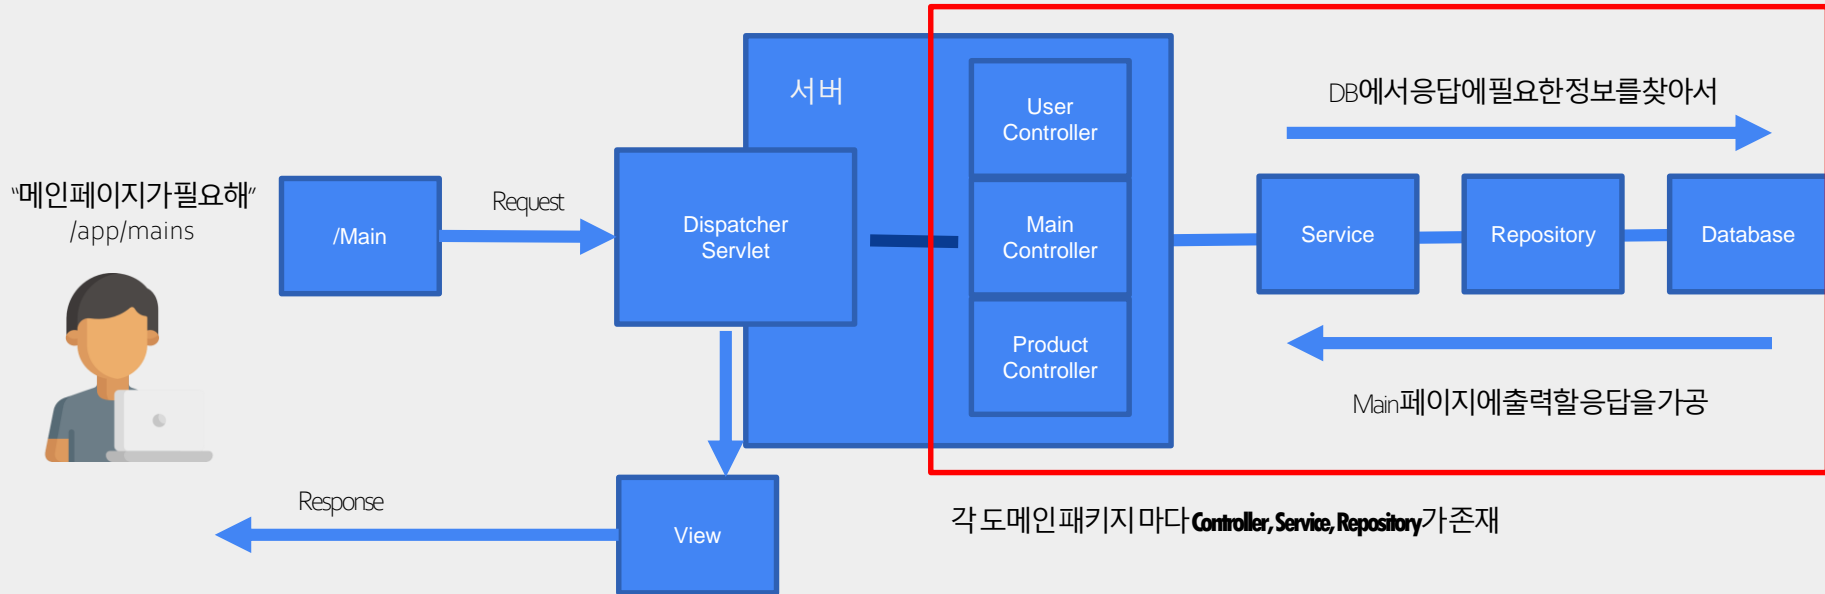 “메인페이지가필요해”
/app/mains
/Main
Request
서버
Dispatcher
Servlet
User
Controller
Main
Controller
Product
Controller
DB에서응답에필요한정보를찾아서
Service
Repository
Database
Main페이지에출력할응답을가공
Response
View
각 도메인 패키지 마다 Controller, Service, Repository가 존재